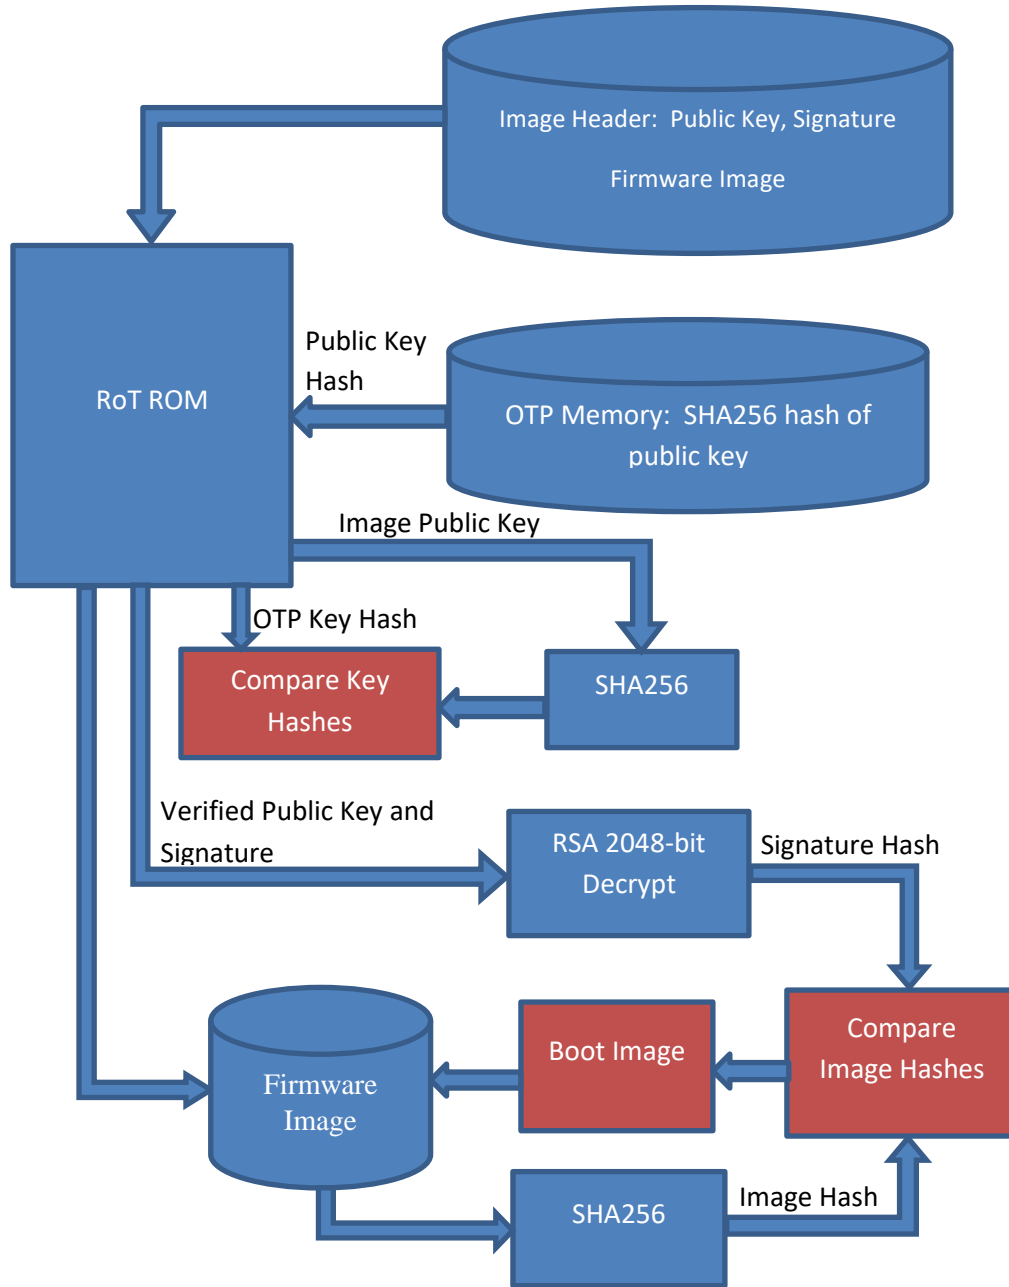 Image Header:  Public Key, Signature
Firmware Image
Public Key
Hash
RoT ROM
OTP Memory:  SHA256 hash of
public key
Image Public Key
OTP Key Hash
Compare Key
Hashes
SHA256
Verified Public Key and
Signature
RSA 2048-bit
Decrypt
Signature Hash
Boot Image
Compare
Image Hashes
Firmware
Image
SHA256
Image Hash